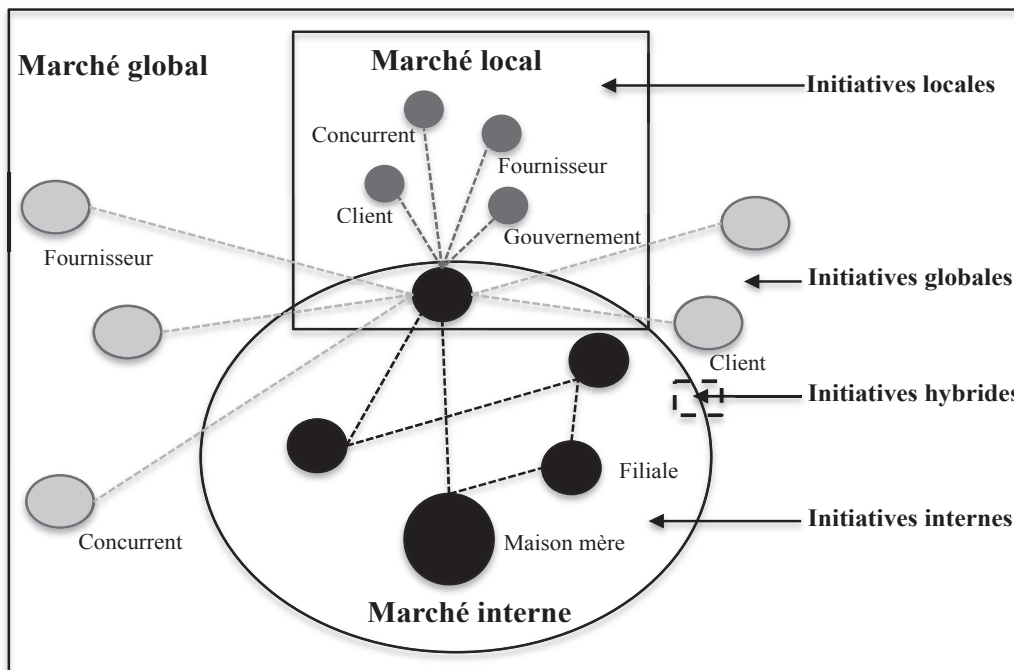 Marché global
Marché local
Initiatives locales
Concurrent
Fournisseur
Client
Gouvernement
Fournisseur
Initiatives globales
Client
Initiatives hybrides
Filiale
Initiatives internes
Maison mère
Concurrent
Marché interne